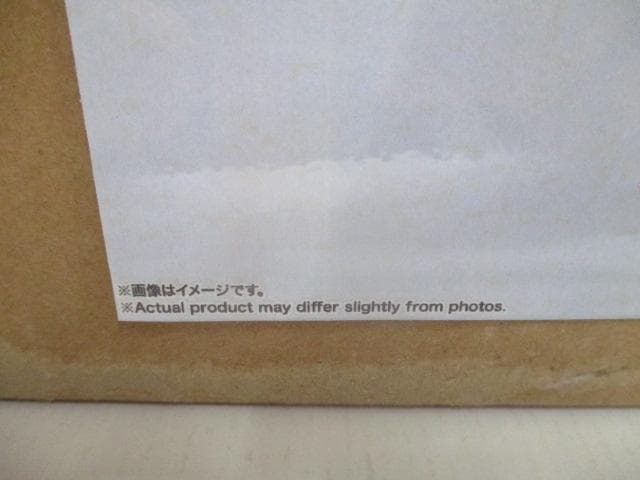 ※画像はイメージです。
※Actual product may differ slightly from photos.